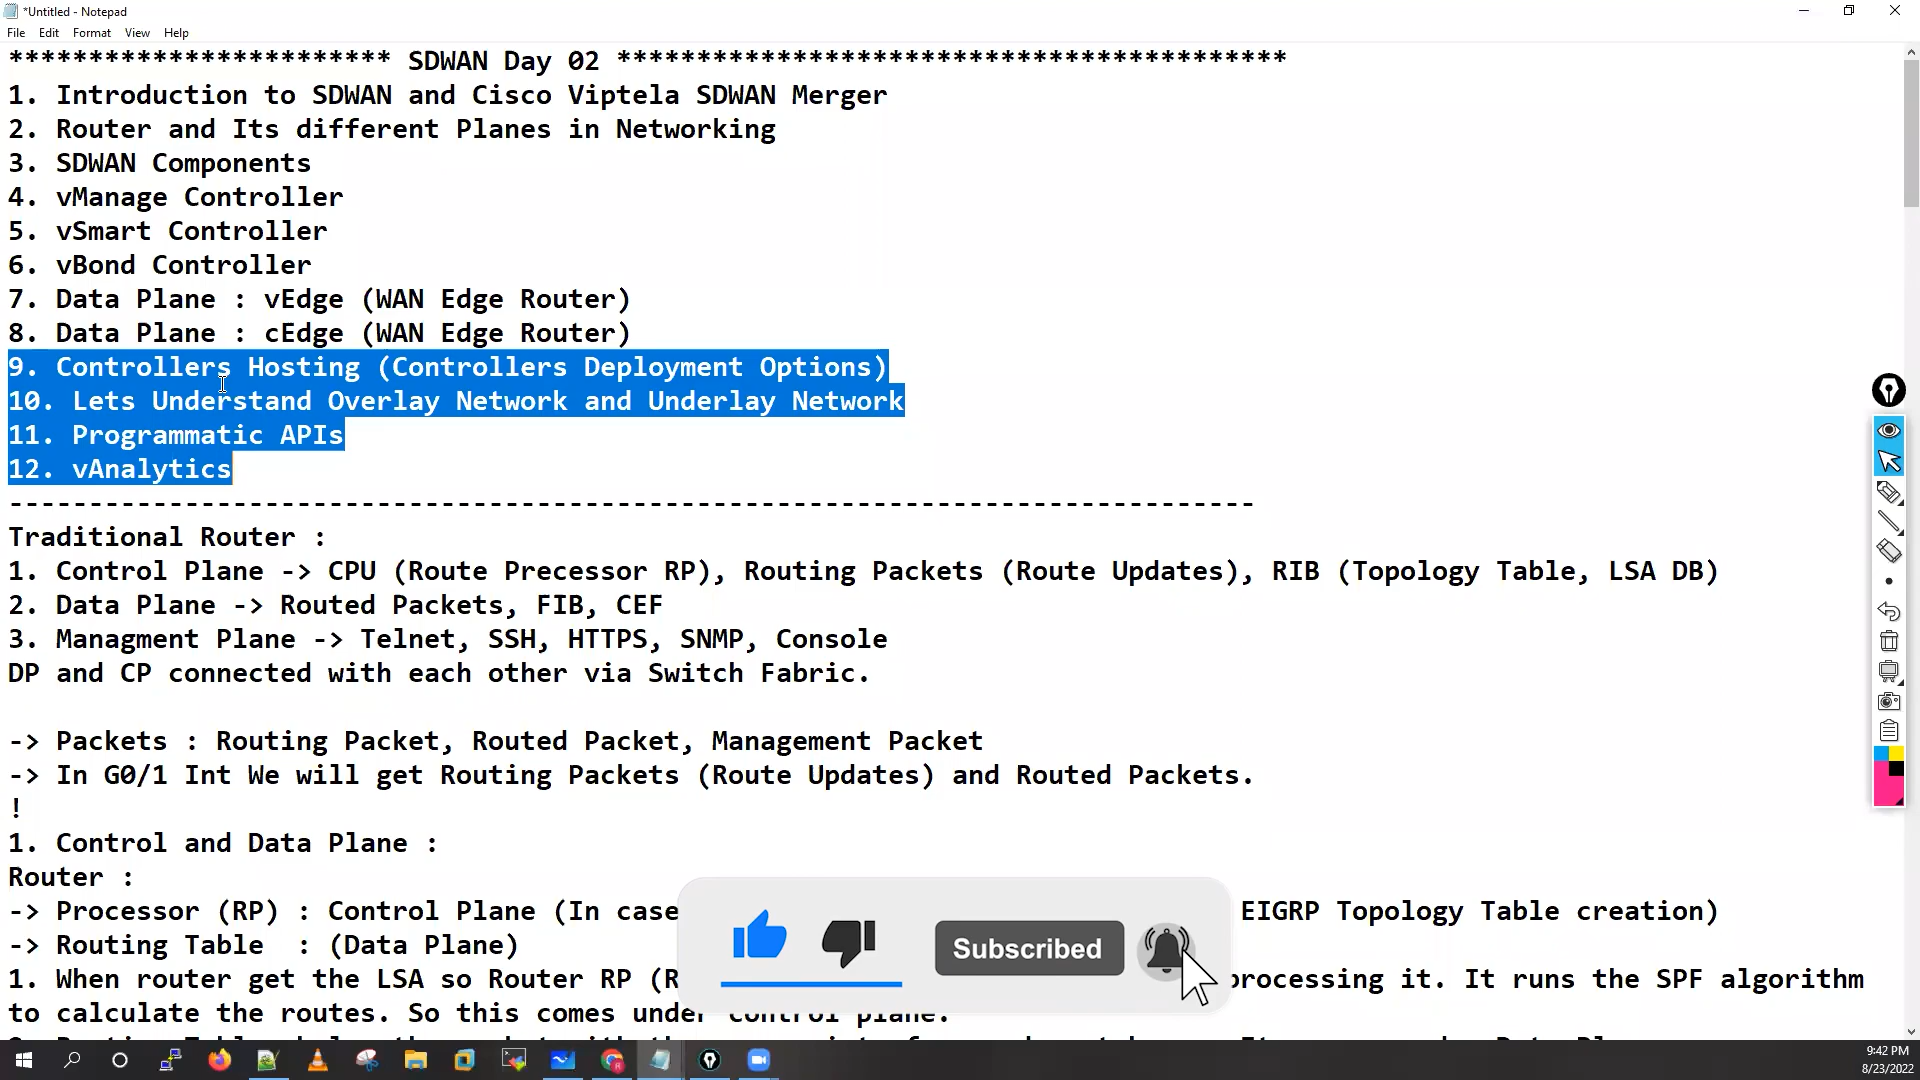 *Untitled - Notepad
File Edit Format View Help
************************ SDWAN Day 02 ******************************************
1. Introduction to SDWAN and Cisco Viptela SDWAN Merger
2. Router and Its different Planes in Networking
3. SDWAN Components
4. vManage Controller
5. vSmart Controller
6. vBond Controller
7. Data Plane : vEdge (WAN Edge Router)
8. Data Plane : cEdge (WAN Edge Router)
9. Controllers Hosting (Controllers Deployment Options)
10. Lets Understand Overlay Network and Underlay Network
11. Programmatic APIs
12. vAnalytics
------------------------------------------------------------------------------
Traditional Router :
1. Control Plane -> CPU (Route Precessor RP), Routing Packets (Route Updates), RIB (Topology Table, LSA DB)
2. Data Plane -> Routed Packets, FIB, CEF
3. Managment Plane -> Telnet, SSH, HTTPS, SNMP, Console
DP and CP connected with each other via Switch Fabric.
-> Packets : Routing Packet, Routed Packet, Management Packet
-> In G0/1 Int We will get Routing Packets (Route Updates) and Routed Packets.
!
1. Control and Data Plane :
Router :
-> Processor (RP) : Control Plane (In case EIGRP Topology Table creation)
-> Routing Table  : (Data Plane)
1. When router get the LSA so Router RP (R processing it. It runs the SPF algorithm
to calculate the routes. So this comes under control plane.
Subscribed
9:42 PM
8/23/2022